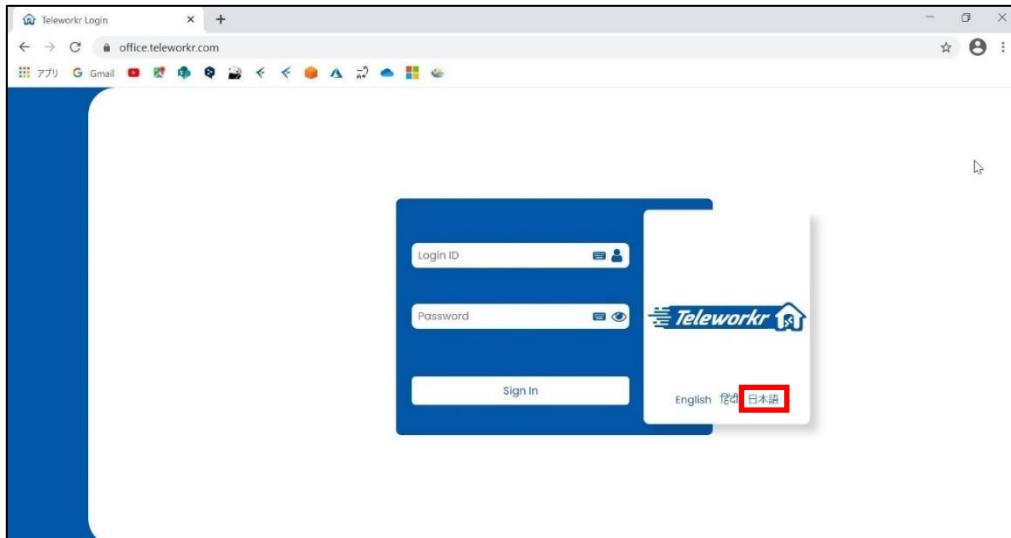 Teleworkr Login
office.teleworkr.com
アプリ Gmail
Login ID
Password
Teleworkr
Sign In
English हिंदी 日本語